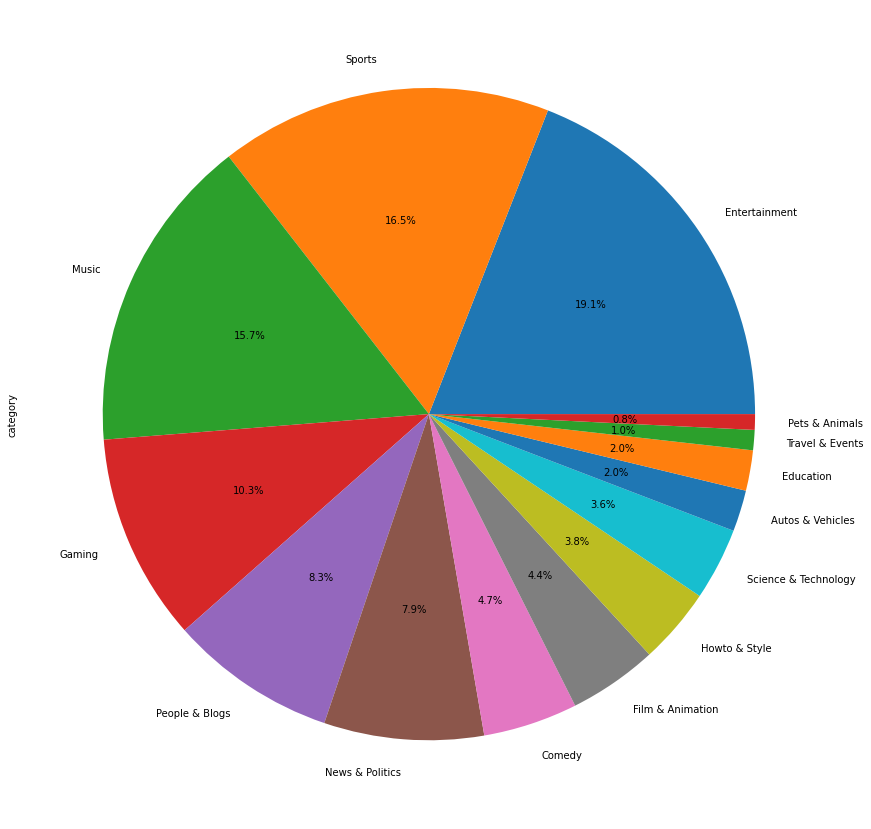 Sports
Entertainment
16.5%
Music
19.1%
15.7%
category
0.8%
Pets & Animals
1.0%
Travel & Events
2.0%
Education
2.0%
Autos & Vehicles
10.3%
3.6%
Science & Technology
3.8%
Howto & Style
Gaming
8.3%
4.4%
Film & Animation
7.9%
4.7%
People & Blogs
Comedy
News & Politics